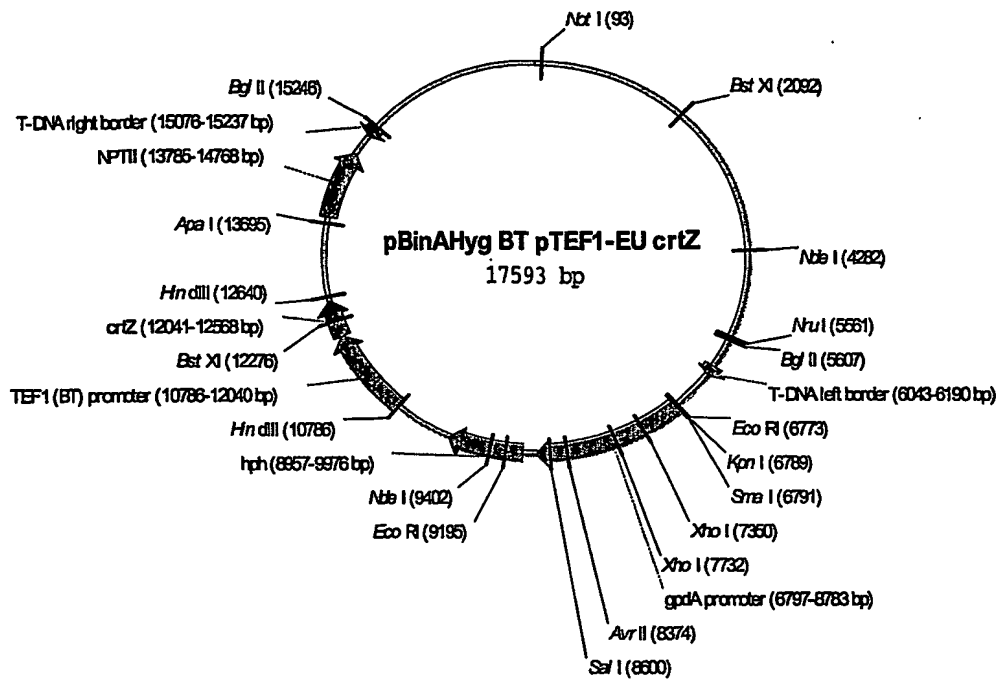 Not I (93)
Bst XI (2092)
Nde I (4282)
Nru I (5561)
Bgl II (5607)
T-DNA left border (6043-6190 bp)
Eco RI (6773)
Kpn I (6789)
Sma I (6791)
Xho I (7350)
Xho I (7732)
gpdA promoter (6797-8783 bp)
Avr II (8374)
Sal I (8600)
Eco RI (9195)
Nde I (9402)
hph (8957-9976 bp)
Hin dIII (10786)
TEF1 (BT) promoter (10786-12040 bp)
Bst XI (12276)
crtZ (12041-12568 bp)
Hin dIII (12640)
Apa I (13695)
NPTIII (13785-14768 bp)
T-DNA right border (15076-15237 bp)
Bgl II (15246)
pBinAHyg BT pTEF1-EU crtZ
17593 bp